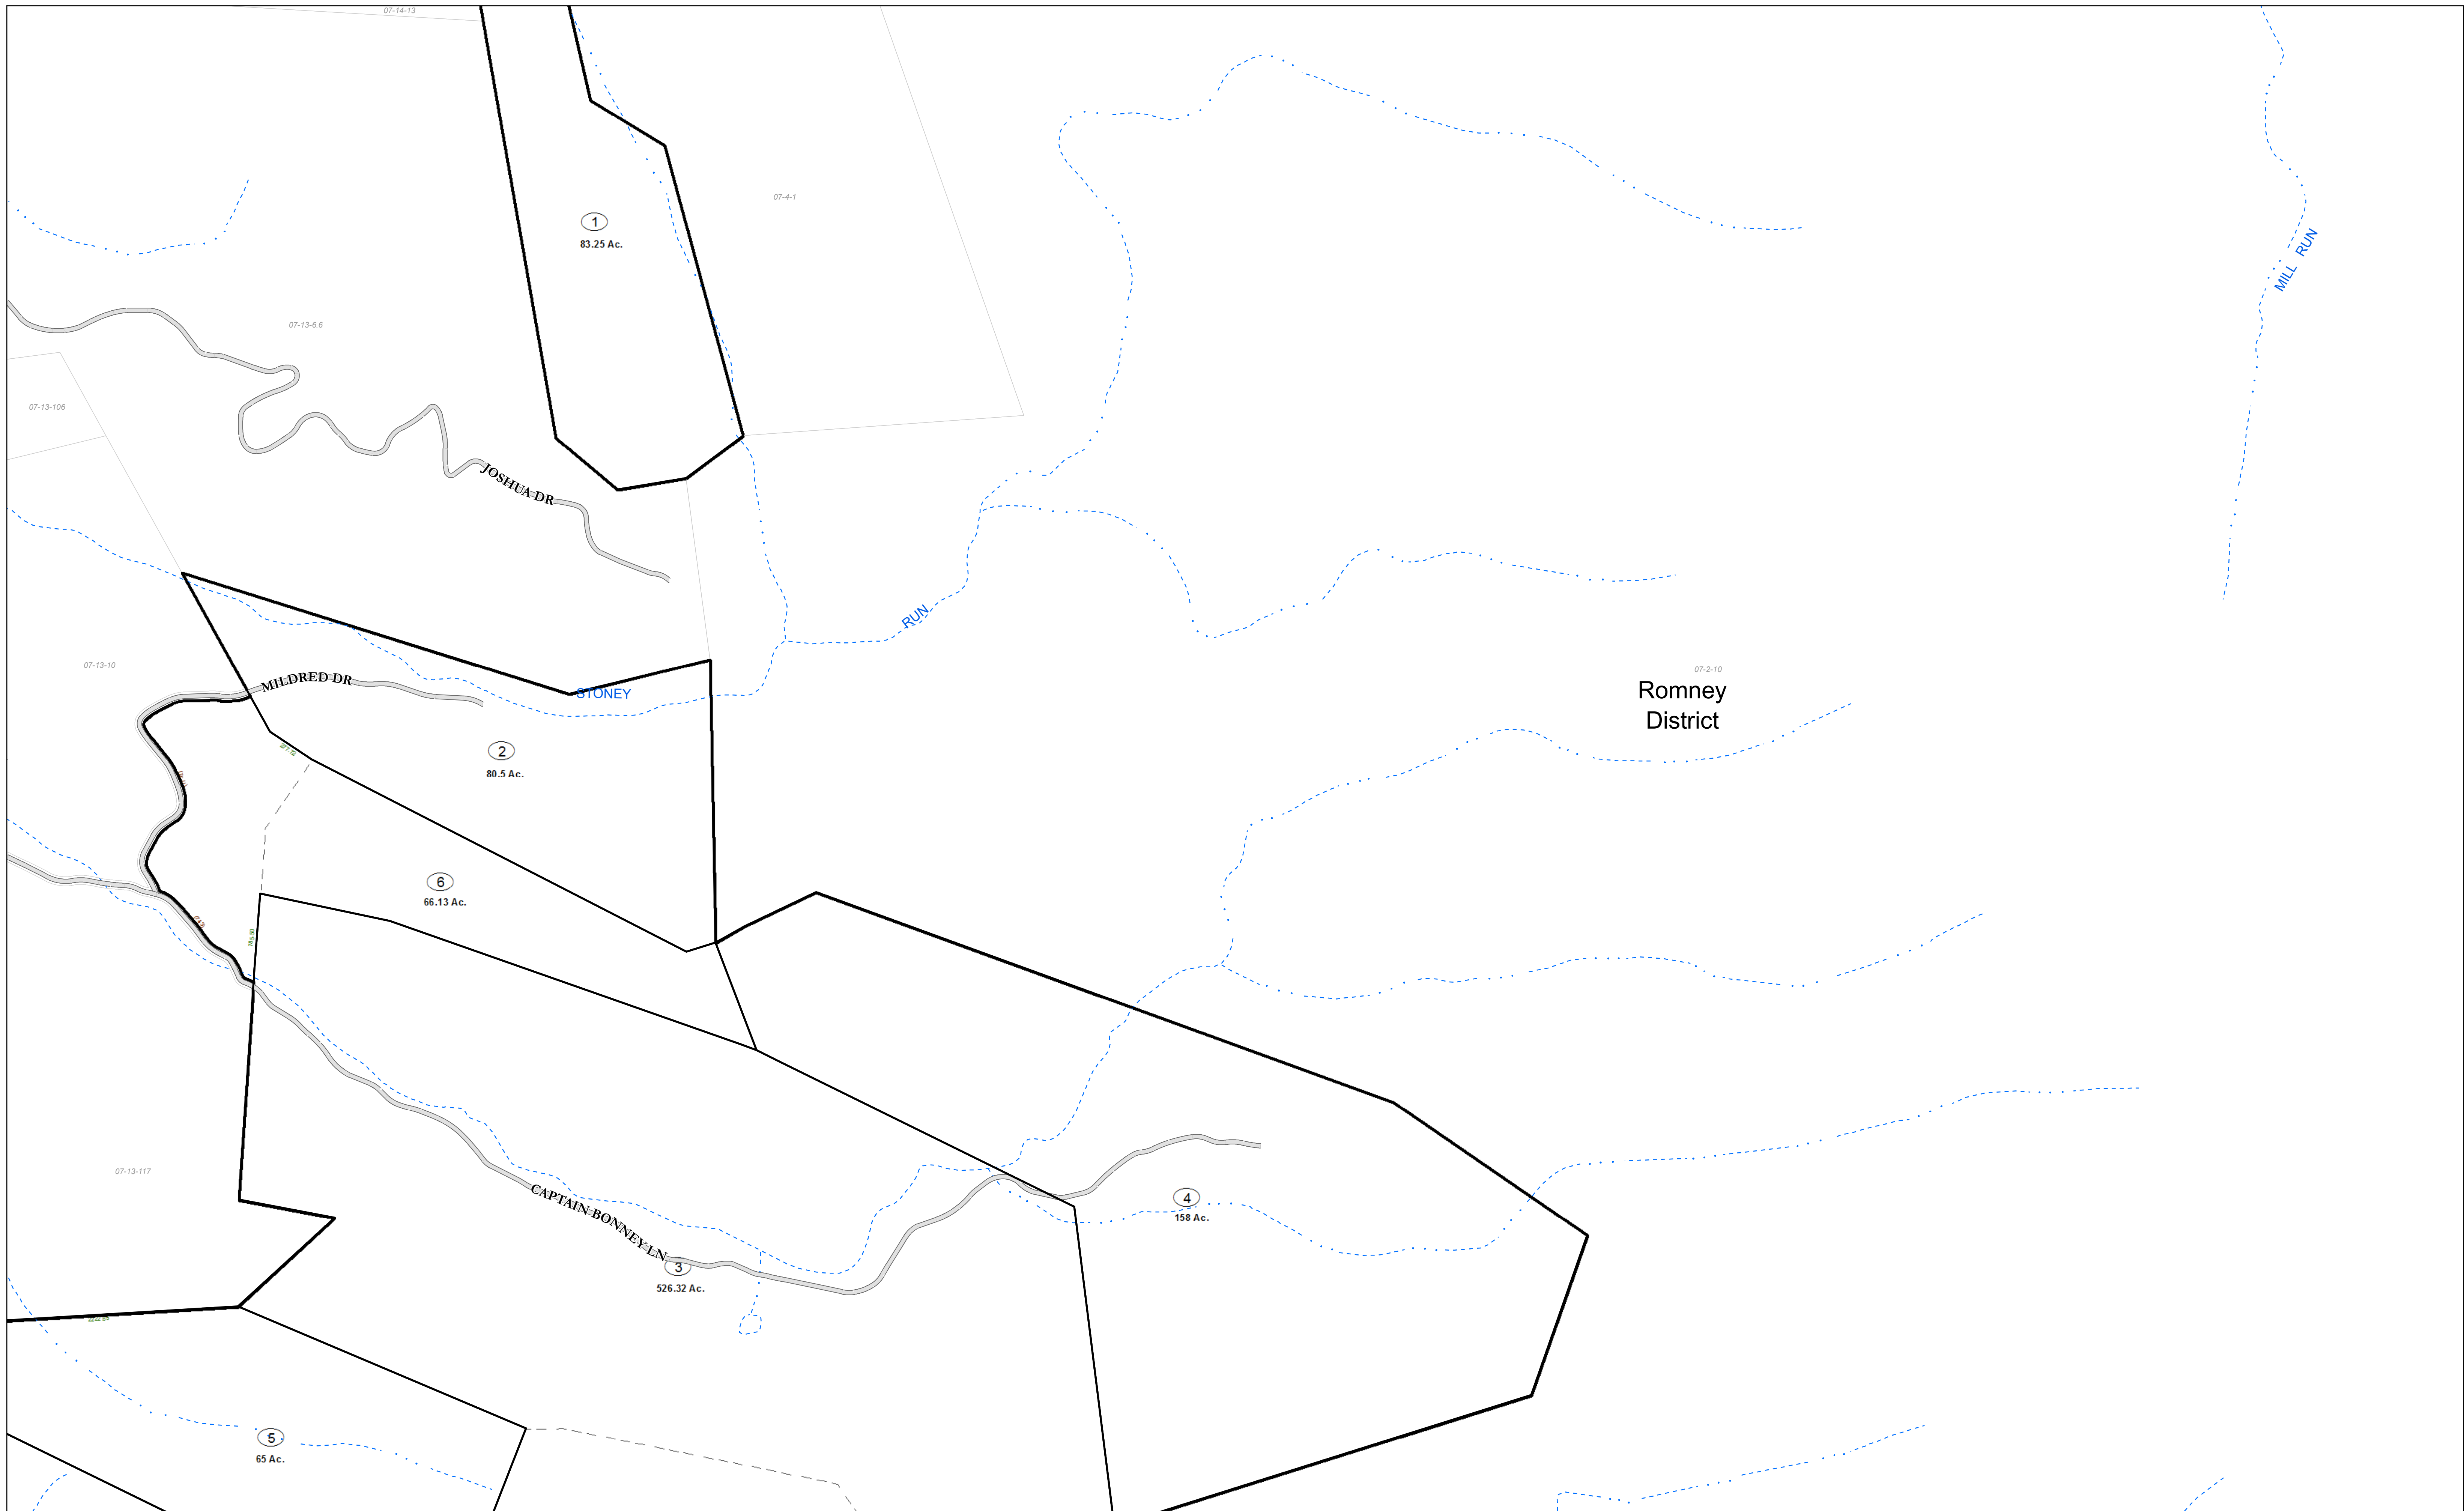 07-14-13
07-4-1
1
83.25 Ac.
MILL RUN
07-13-6.6
07-13-106
JOSHUA DR
RUN
07-13-10
MILDRED DR
STONEY
07-2-10
Romney
District
2
80.5 Ac.
6
66.13 Ac.
07-13-117
CAPTAIN BONNEY LN
4
158 Ac.
3
526.32 Ac.
5
65 Ac.